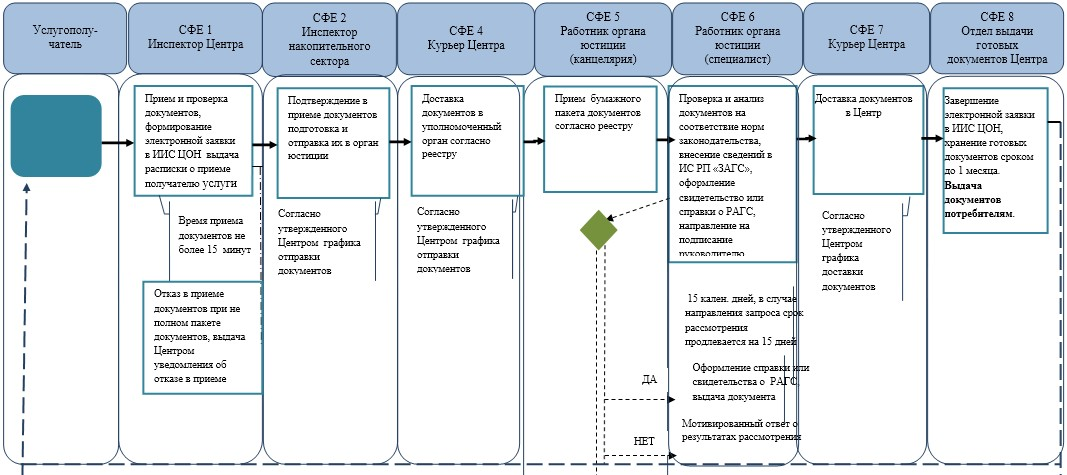 Услугополу-
чатель
СФЕ 1
Инспектор Центра
СФЕ 2
Инспектор
накопительного
сектора
СФЕ 4
Курьер Центра
СФЕ 5
Работник органа
юстиции
(канцелярия)
СФЕ 6
Работник органа
юстиции
(специалист)
СФЕ 7
Курьер Центра
СФЕ 8
Отдел выдачи
готовых
документов Центра
Прием и проверка
документов,
формирование
электронной заявки
в ИИС ЦОН выдача
расписки о приеме
получателю услуги
Время приема
документов не
более 15 минут
Отказ в приеме
документов при не
полном пакете
документов, выдача
Центром
уведомления об
отказе в приеме
Подтверждение в
приеме документов
подготовка и
отправка их в орган
юстиции
Согласно
утвержденного
Центром графика
отправки
документов
Доставка
документов в
уполномоченный
орган согласно
реестру
Согласно
утвержденного
Центром графика
отправки
документов
Прием бумажного
пакета документов
согласно реестру
ДА
НЕТ
Проверка и анализ
документов на
соответствие норм
законодательства,
внесение сведений в
ИС РП «ЗАГС»,
оформление
свидетельство или
справки о РАГС,
направление на
подписание
руководителю
15 кален. дней, в случае
направления запроса срок
рассмотрения
продлевается на 15 дней
Оформление справки или
свидетельства о РАГС,
выдача документа
Мотивированный ответ о
результатах рассмотрения
Доставка документов
в Центр
Согласно
утвержденного
Центром
графика
доставки
документов
Завершение
электронной заявки
в ИИС ЦОН,
хранение готовых
документов сроком
до 1 месяца.
Выдача
документов
потребителям.